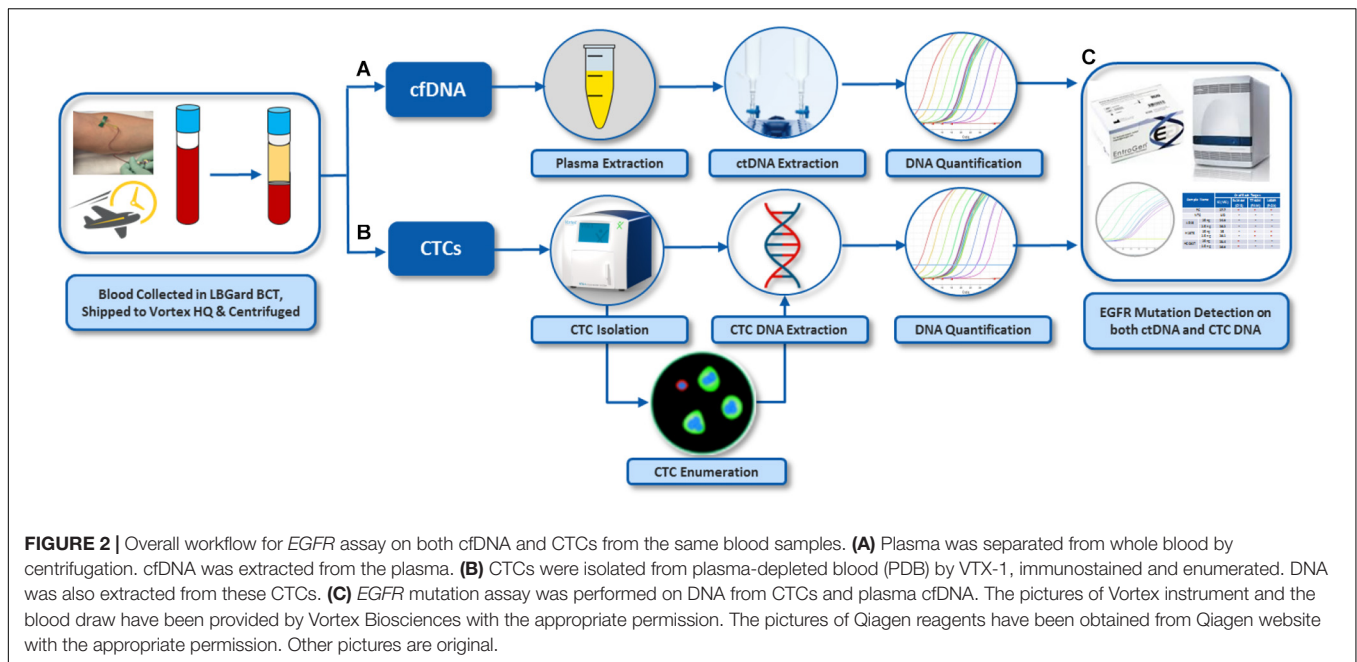 A
cfDNA
Plasma Extraction
ctDNA Extraction
DNA Quantification
B
CTCs
CTC Isolation
CTC DNA Extraction
DNA Quantification
CTC Enumeration
Blood Collected in LBGard BCT,
Shipped to Vortex HQ & Centrifuged
C
EntroGen
EGFR Mutation Detection on
both ctDNA and CTC DNA
FIGURE 2 | Overall workflow for EGFR assay on both cfDNA and CTCs from the same blood samples. (A) Plasma was separated from whole blood by
centrifugation. cfDNA was extracted from the plasma. (B) CTCs were isolated from plasma-depleted blood (PDB) by VTX-1, immunostained and enumerated. DNA
was also extracted from these CTCs. (C) EGFR mutation assay was performed on DNA from CTCs and plasma cfDNA. The pictures of Vortex instrument and the
blood draw have been provided by Vortex Biosciences with the appropriate permission. The pictures of Qiagen reagents have been obtained from Qiagen website
with the appropriate permission. Other pictures are original.